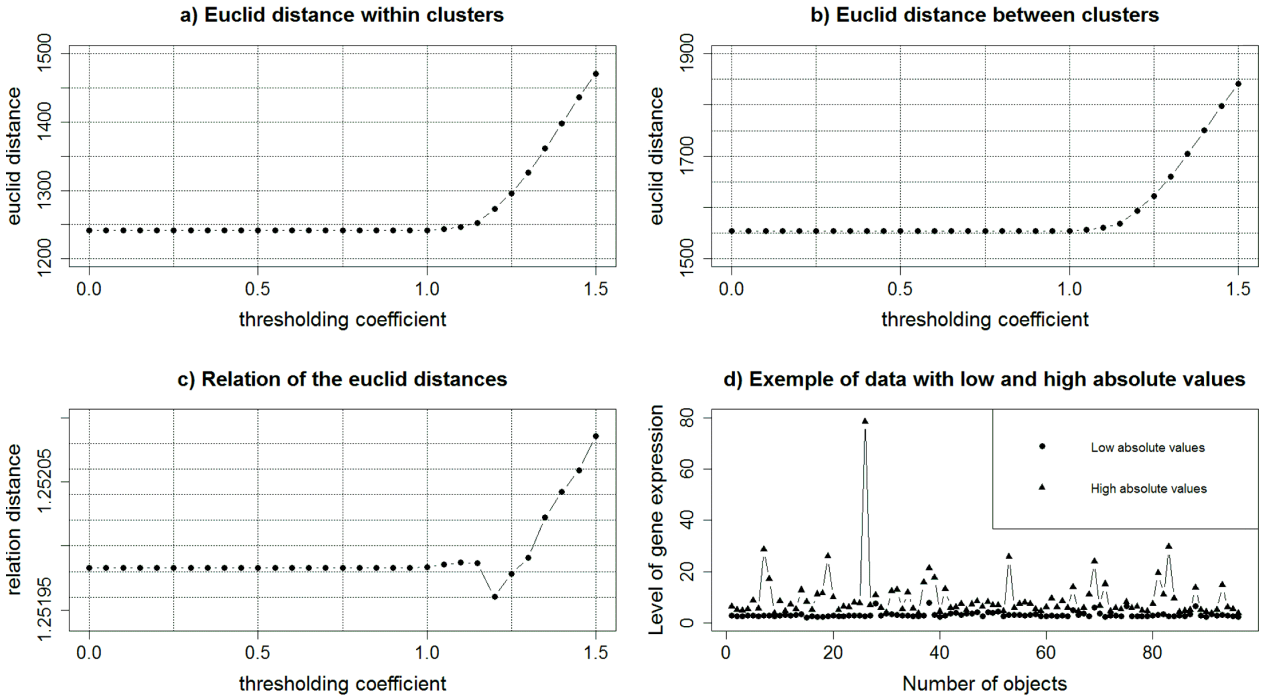 a) Euclid distance within clusters
euclid distance
1500
1400
1300
1200
0.0 0.5 1.0 1.5
thresholding coefficient
b) Euclid distance between clusters
euclid distance
1900
1700
1500
0.0 0.5 1.0 1.5
thresholding coefficient
c) Relation of the euclid distances
relation distance
1.25205
1.25195
0.0 0.5 1.0 1.5
thresholding coefficient
d) Exemple of data with low and high absolute values
Level of gene expression
80
60
40
20
0
Low absolute values
High absolute values
0 20 40 60 80
Number of objects